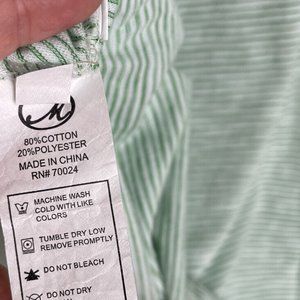 M
80%COTTON
20%POLYESTER
MADE IN CHINA
RN# 70024
MACHINE WASH
COLD WITH LIKE
COLORS
TUMBLE DRY LOW
REMOVE PROMPTLY
DO NOT BLEACH
DO NOT DRY